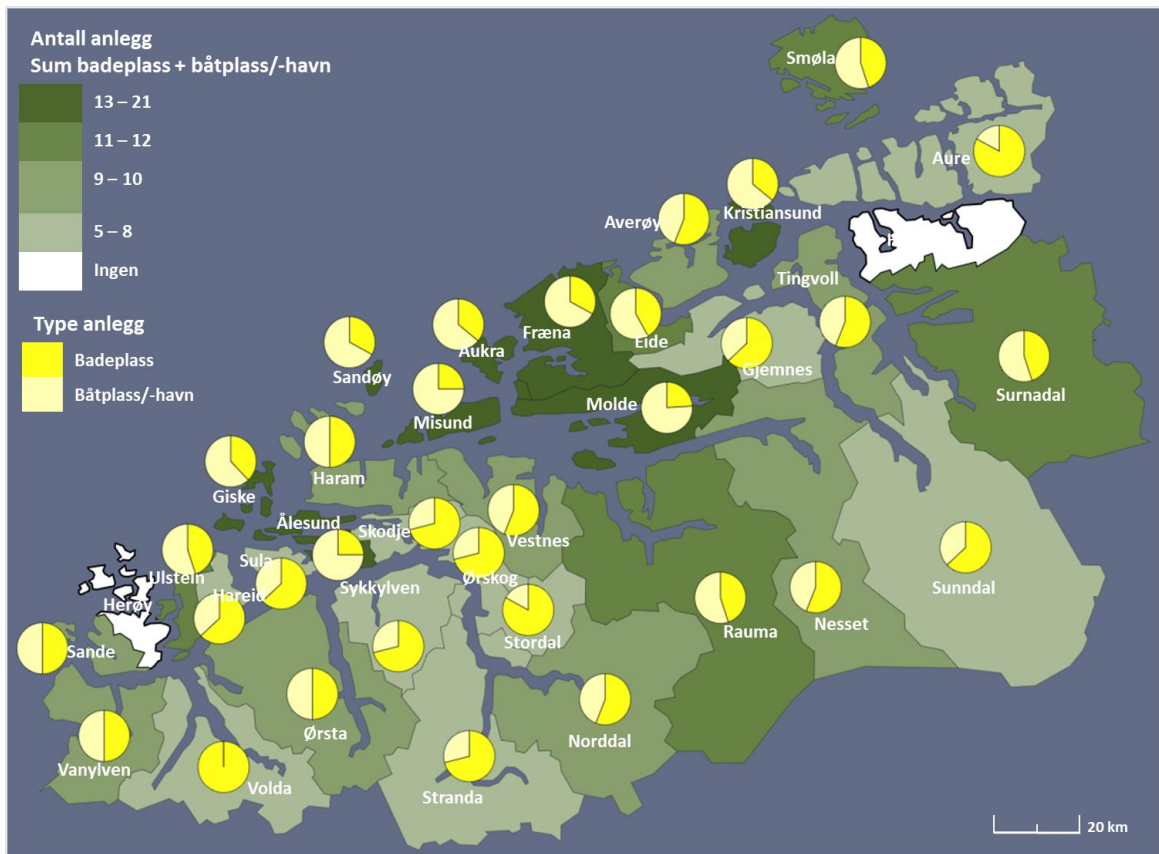 Antall anlegg
Sum badeplass + båtplass/-havn
13 – 21
11 – 12
9 – 10
5 – 8
Ingen
Type anlegg
Badeplass
Båtplass/-havn
Smøla
Aure
Kristiansund
Averøy
Tingvoll
Fræna
Eide
Aukra
Gjemnes
Sandøy
Surnadal
Molde
Misund
Haram
Giske
Ålesund
Skodje
Vestnes
Ulstein
Sula
Ørskog
Sykkylven
Hareid
Herøy
Sunndal
Nesset
Rauma
Stordal
Sande
Ørsta
Norddal
Vanylven
Volda
Stranda
20 km